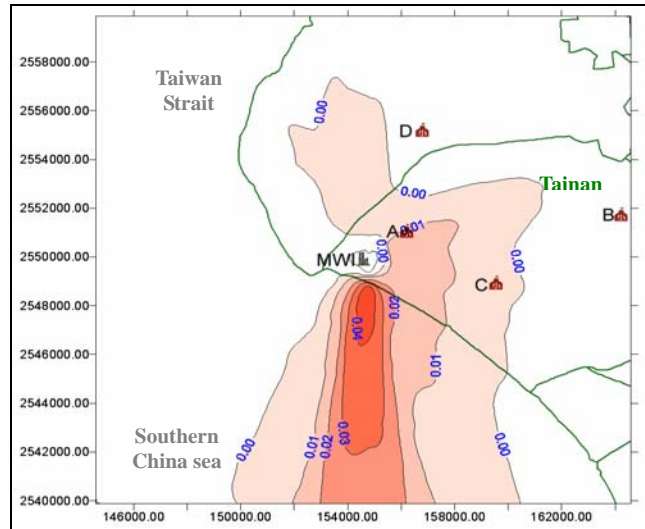 2558000.00
Taiwan
Strait
0.00
2556000.00
D
2554000.00
0.00
Tainan
2552000.00
B
A
0.01
2550000.00
MWI
0.00
0.00
C
2548000.00
0.02
0.04
2546000.00
0.01
2544000.00
Southern
China sea
0.00
0.01
0.02
0.03
0.00
2542000.00
2540000.00
146000.00 150000.00 154000.00 158000.00 162000.00